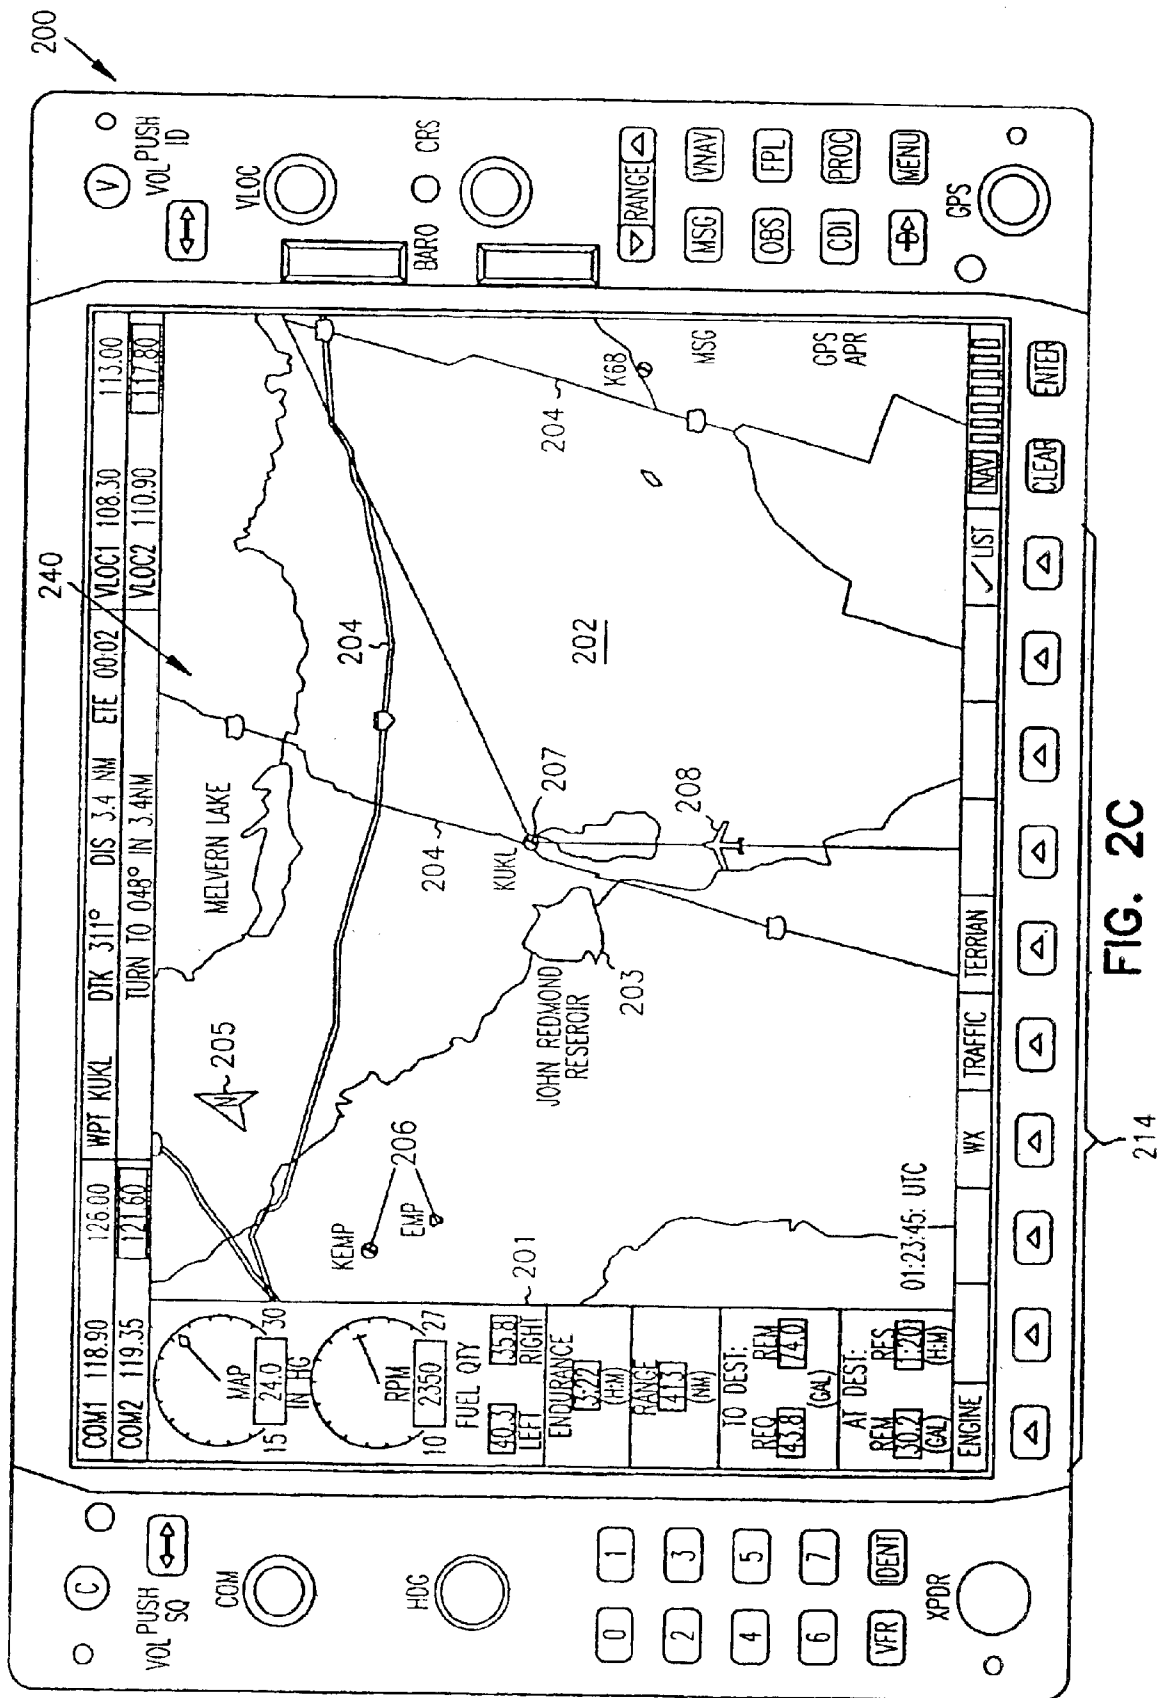 200
V
VOL PUSH
ID
VLOC
BARO
CRS
RANGE
MSG
VNAV
OBS
FPL
CDI
PROC
D
MENU
GPS
C
VOL PUSH
SQ
COM
HDG
0
1
2
3
4
5
6
7
VFR
IDENT
XPDR
COM1 118.90 126.00
COM2 119.35 121.60
WPT KUKL DTK 311° DIS 3.4 NM ETE 00:02
TURN TO 048° IN 3.4NM
VLOC1 108.30 113.00
VLOC2 110.90 117.80
240
MAP
15
24.0
30
IN HG
RPM
10
2350
27
FUEL QTY
40.3
35.8
LEFT
RIGHT
ENDURANCE
3:22
(H:M)
RANGE
413
(NM)
TO DEST:
REQ
REM
43.8
74.0
(GAL)
AT DEST:
REM
RES
30.2
1:20
(GAL)
(H:M)
N
205
MELVERN LAKE
204
204
KUKL
207
202
204
K68
206
KEMP
EMP
201
JOHN REDMOND
RESEROIR
203
208
MSG
GPS
APR
01:23:45: UTC
ENGINE
WX
TRAFFIC
TERRIAN
✓ LIST
NAV
CLEAR
ENTER
214
FIG. 2C